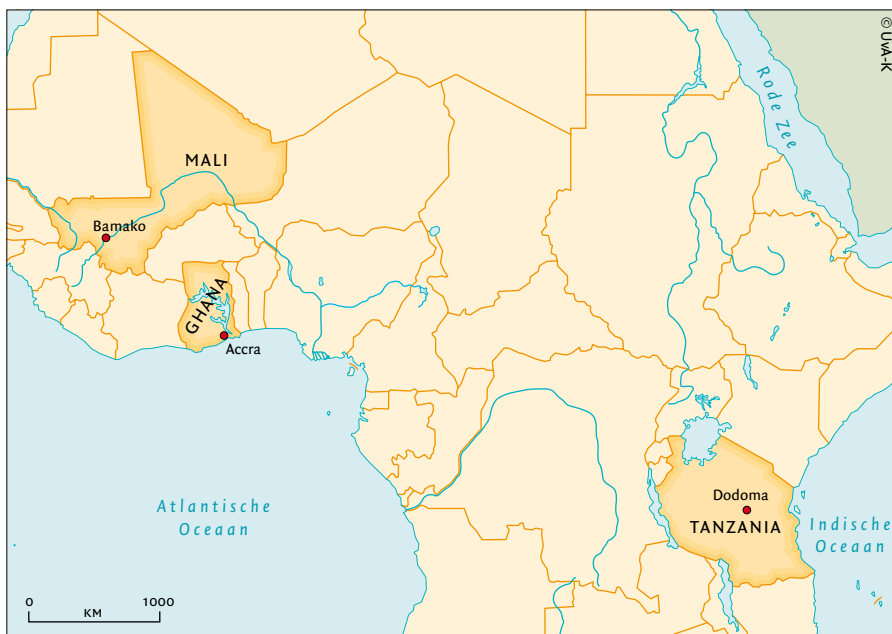 © UvA-K
Rode Zee
MALI
Bamako
GHANA
Accra
Dodoma
TANZANIA
Atlantische
Oceaan
Indische
Oceaan
0 1000
KM